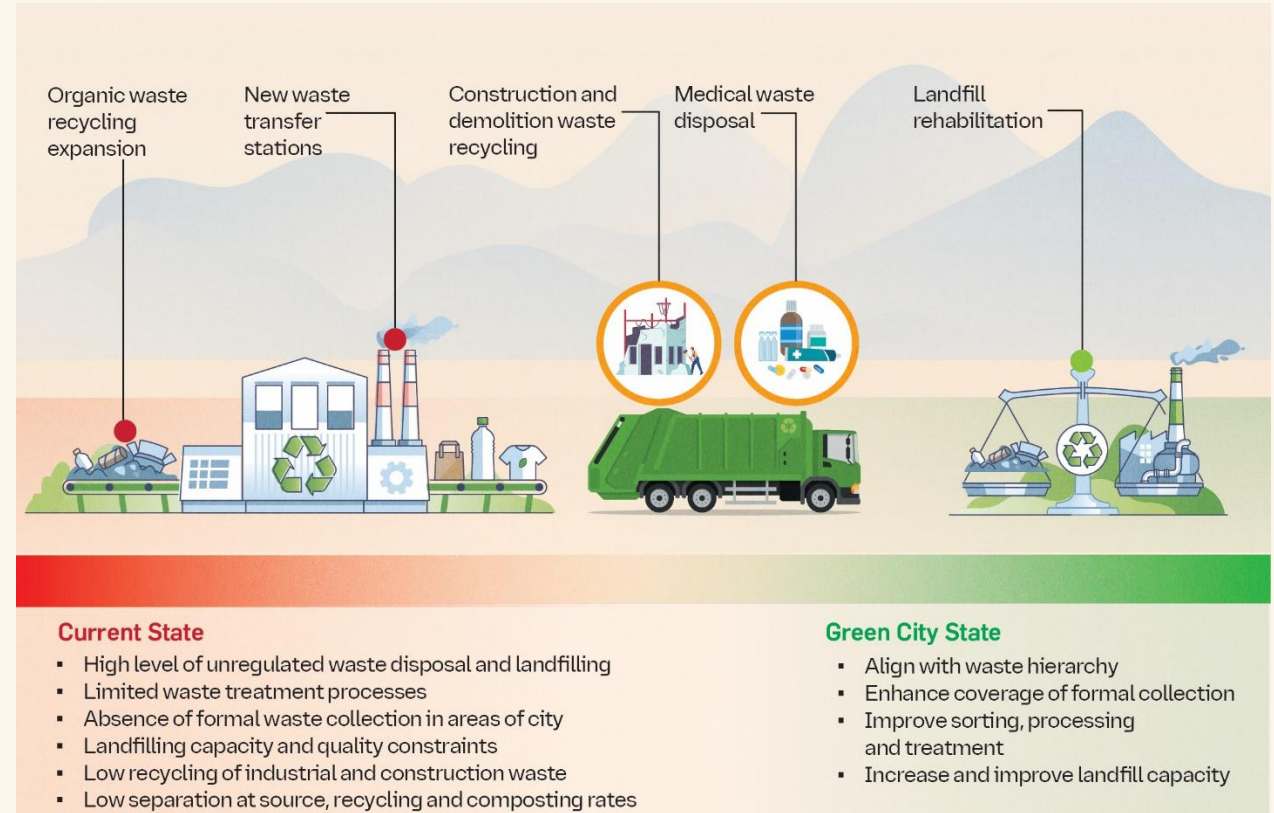 Organic waste
recycling
expansion
New waste
transfer
stations
Construction and
demolition waste
recycling
Medical waste
disposal
Landfill
rehabilitation
Current State
▪ High level of unregulated waste disposal and landfilling
▪ Limited waste treatment processes
▪ Absence of formal waste collection in areas of city
▪ Landfilling capacity and quality constraints
▪ Low recycling of industrial and construction waste
▪ Low separation at source, recycling and composting rates
Green City State
▪ Align with waste hierarchy
▪ Enhance coverage of formal collection
▪ Improve sorting, processing
and treatment
▪ Increase and improve landfill capacity